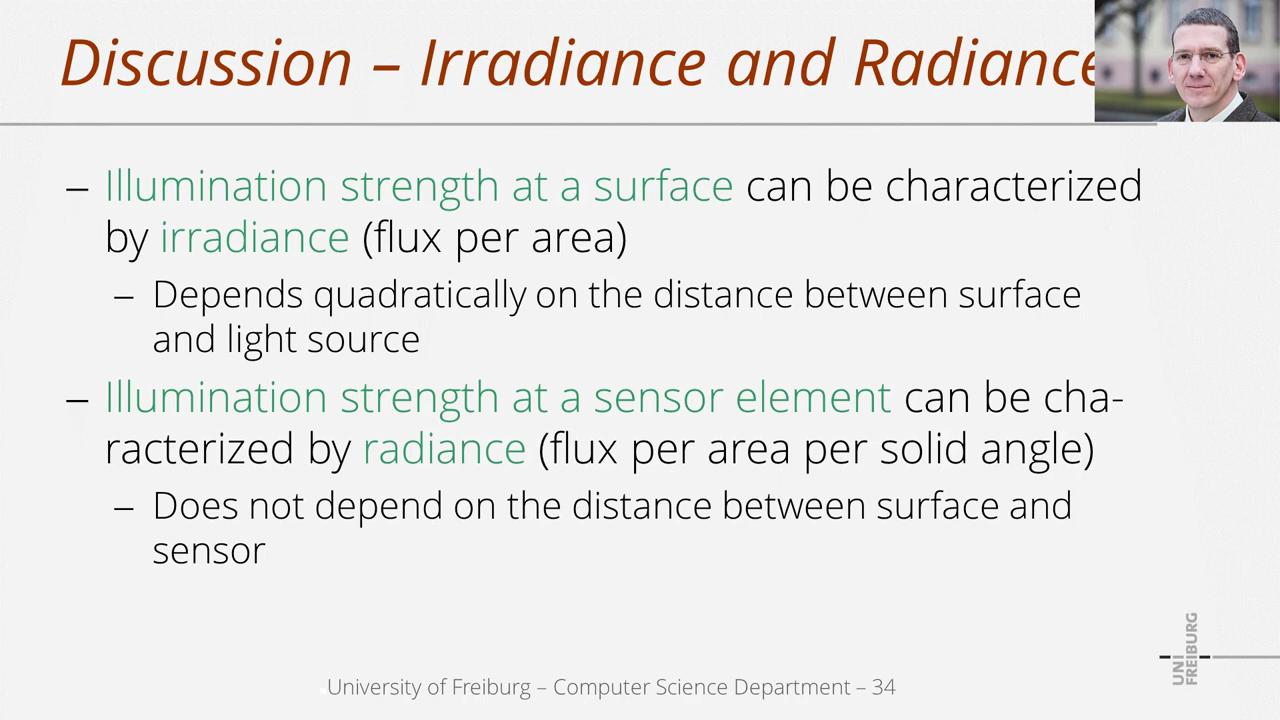 Discussion – Irradiance and Radiance
– Illumination strength at a surface can be characterized
by irradiance (flux per area)
– Depends quadratically on the distance between surface
and light source
– Illumination strength at a sensor element can be cha-
racterized by radiance (flux per area per solid angle)
– Does not depend on the distance between surface and
sensor
University of Freiburg – Computer Science Department – 34
UNI
FREIBURG